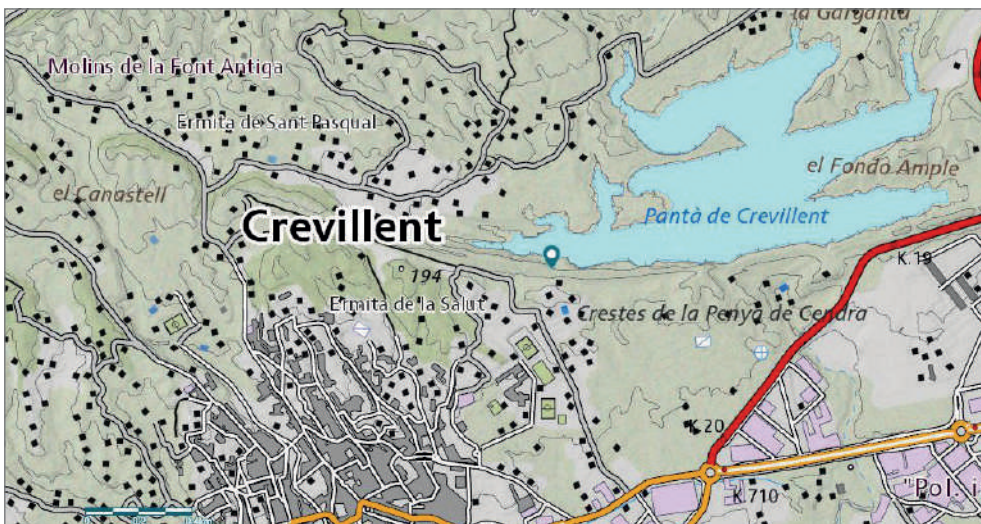 la Garganta
Molins de la Font Antiga
Ermita de Sant Pasqual
el Fondo Ample
el Canastell
Crevillent
Pantà de Crevillent
K.19
194
Ermita de la Salut
Crestes de la Penya de Cendra
K.20
K.710
"Pol. i
0